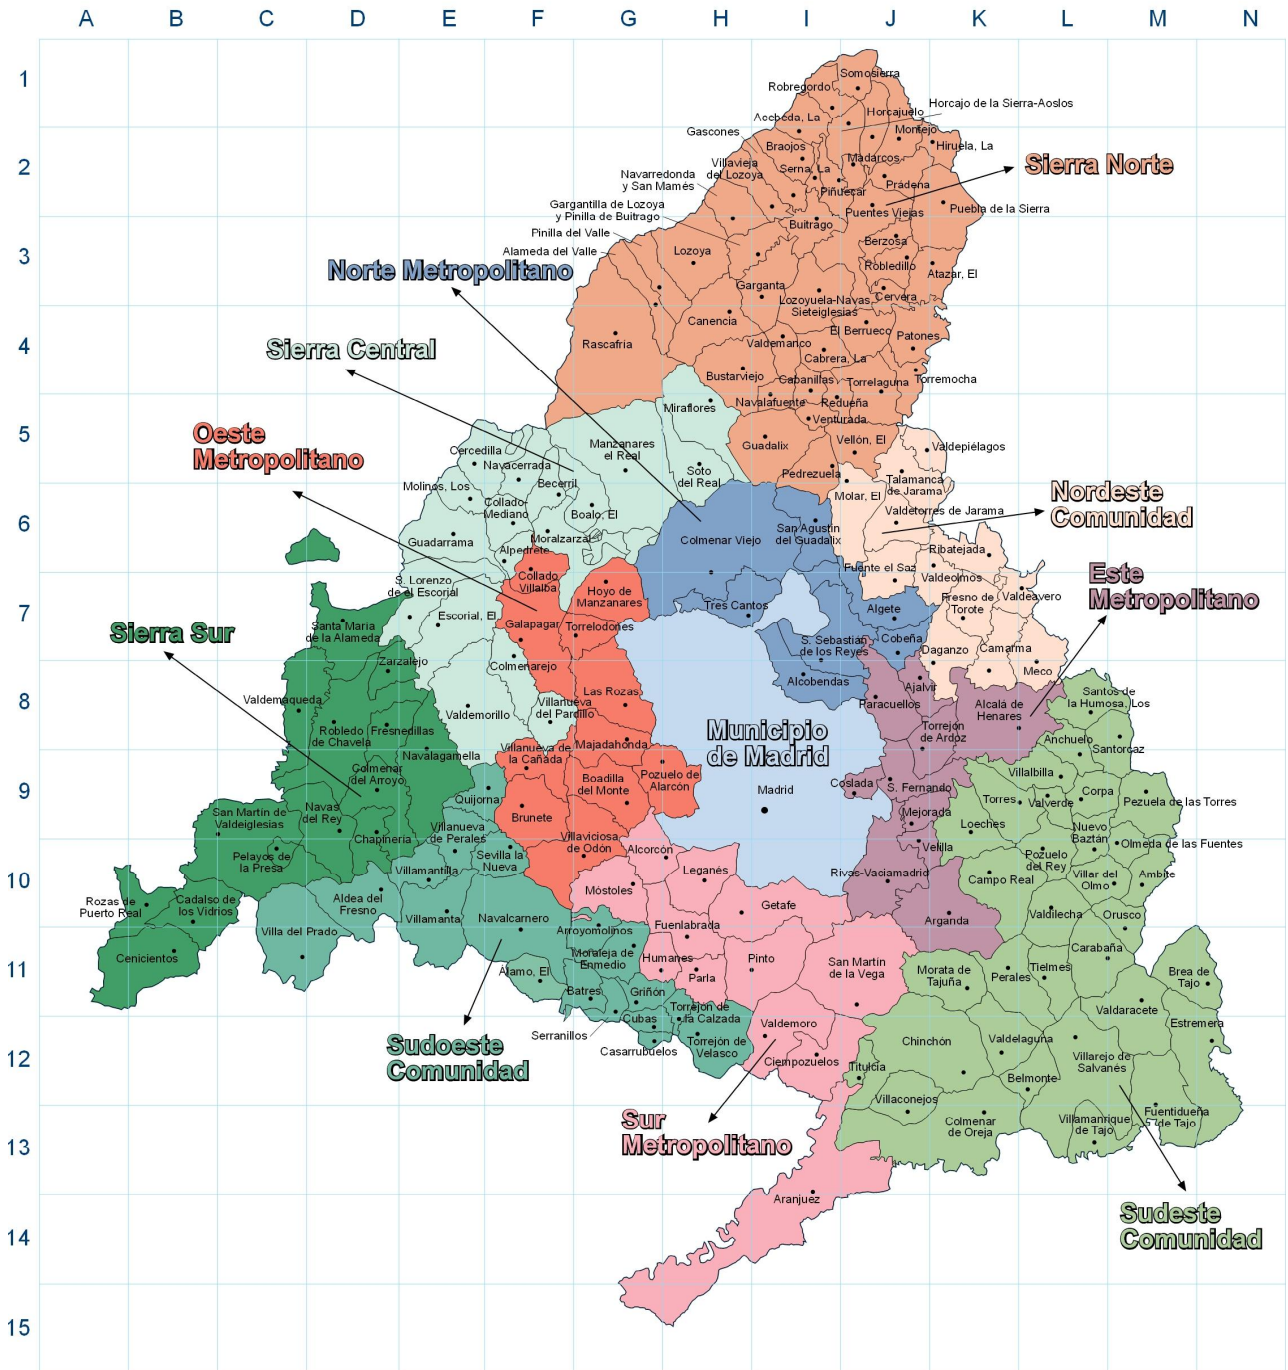 A B C D E F G H I J K L M N
1
Somosierra
Robregordo
Horcajo de la Sierra-Aoslos
Acebeda, La
Horcajuelo
Gascones
Montejo
Braojos
Hiruela, La
2
Villavieja
del Lozoya
Serna, La
Madarcos
Sierra Norte
Navarredonda
y San Mamés
Piñuécar
Prádena
Gargantilla de Lozoya
y Pinilla de Buitrago
Puentes Viejas
Puebla de la Sierra
Buitrago
Pinilla del Valle
Alameda del Valle
Lozoya
Berzosa
3
Norte Metropolitano
Robledillo
Atazar, El
Garganta
Cervera
Lozoyuela-Navas
Sieteiglesias
Canencia
El Berrueco
4
Sierra Central
Rascafría
Valdemanco
Patones
Cabrera, La
Bustarviejo
Cabanillas
Torrelaguna
Torremocha
Miraflores
Navalafuente
Redueña
Venturada
5
Oeste
Metropolitano
Cercedilla
Manzanares
el Real
Guadalix
Vellón, El
Valdepiélagos
Navacerrada
Soto
del Real
Pedrezuela
Molinos, Los
Becerril
Talamanca
de Jarama
Molar, El
Nordeste
Comunidad
Collado-
Mediano
Boalo, El
Valdetorres de Jarama
6
Guadarrama
Moralzarzal
Colmenar Viejo
San Agustín
del Guadalix
Alpedrete
Ribatejada
Fuente el Saz
Valdeolmos
Este
Metropolitano
S. Lorenzo
de el Escorial
Collado
Villalba
Hoyo de
Manzanares
Tres Cantos
Algete
Fresno de
Torote
Valdeavero
7
Sierra Sur
Santa María
de la Alameda
Escorial, El
Galapagar
Torrelodones
S. Sebastián
de los Reyes
Cobeña
Daganzo
Camarma
Zarzalejo
Colmenarejo
Alcobendas
Ajalvir
Meco
8
Valdemaqueda
Valdemorillo
Villanueva
del Pardillo
Las Rozas
Paracuellos
Alcalá de
Henares
Santos de
la Humosa, Los
Robledo
de Chavela
Fresnedillas
Municipio
de Madrid
Torrejón
de Ardoz
Anchuelo
Santorcaz
Navalagamella
Villanueva de
la Cañada
Majadahonda
Colmenar
del Arroyo
Boadilla
del Monte
Pozuelo de
Alarcón
Madrid
Coslada
S. Fernando
Villalbilla
9
Quijorna
Torres
Valverde
Corpa
Pezuela de las Torres
San Martín de
Valdeiglesias
Navas
del Rey
Brunete
Mejorada
Loeches
Nuevo
Baztán
Villanueva
de Perales
Chapinería
Villaviciosa
de Odón
Alcorcón
Velilla
Olmeda de las Fuentes
Pelayos de
la Presa
Sevilla la
Nueva
Pozuelo
del Rey
10
Villamantilla
Leganés
Rivas-Vaciamadrid
Campo Real
Villar del
Olmo
Ambite
Móstoles
Rozas de
Puerto Real
Cadalso de
los Vidrios
Aldea del
Fresno
Getafe
Villamanta
Navalcarnero
Arganda
Valdilecha
Orusco
Villa del Prado
Arroyomolinos
Fuenlabrada
Carabaña
11
Cenicientos
Moraleja de
Enmedio
Humanes
Pinto
San Martín
de la Vega
Morata de
Tajuña
Perales
Tielmes
Brea de
Tajo
Álamo, El
Parla
Batres
Griñón
Torrejón de
la Calzada
Valdaracete
Cubas
Valdemoro
Estremera
Serranillos
12
Sudoeste
Comunidad
Casarrubuelos
Torrejón de
Velasco
Chinchón
Valdelaguna
Villarejo de
Salvanés
Ciempozuelos
Titulcia
Belmonte
Villaconejos
13
Sur
Metropolitano
Colmenar
de Oreja
Villamanrique
de Tajo
Fuentidueña
de Tajo
Aranjuez
14
Sudeste
Comunidad
15